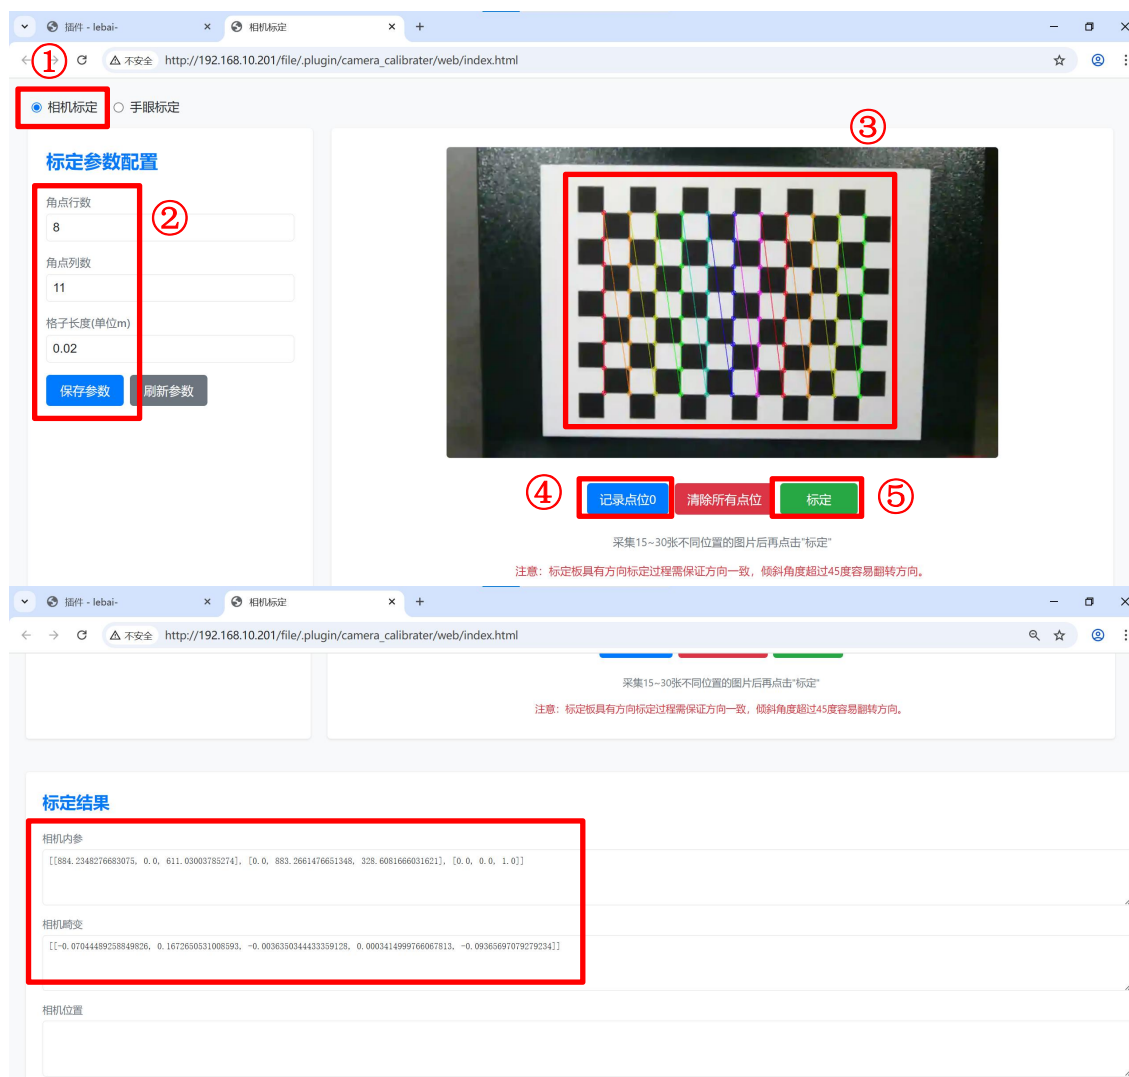 插件 - lebai-
相机标定
①
不安全 http://192.168.10.201/file/.plugin/camera_calibrater/web/index.html
相机标定 手眼标定
③
标定参数配置
角点行数
②
8
角点列数
11
格子长度(单位m)
0.02
保存参数 刷新参数
④ 记录点位0 清除所有点位 标定 ⑤
采集15~30张不同位置的图片后再点击"标定"
注意：标定板具有方向标定过程需保证方向一致，倾斜角度超过45度容易翻转方向。
插件 - lebai-
相机标定
不安全 http://192.168.10.201/file/.plugin/camera_calibrater/web/index.html
采集15~30张不同位置的图片后再点击"标定"
注意：标定板具有方向标定过程需保证方向一致，倾斜角度超过45度容易翻转方向。
标定结果
相机内参
[[884.2348276683075, 0.0, 611.03003785274], [0.0, 883.2661476651348, 328.6081666031621], [0.0, 0.0, 1.0]]
相机畸变
[[-0.07044489258849826, 0.1672650531008593, -0.003635034443335​9128, 0.0003414999766067813, -0.09365697079279234]]
相机位置